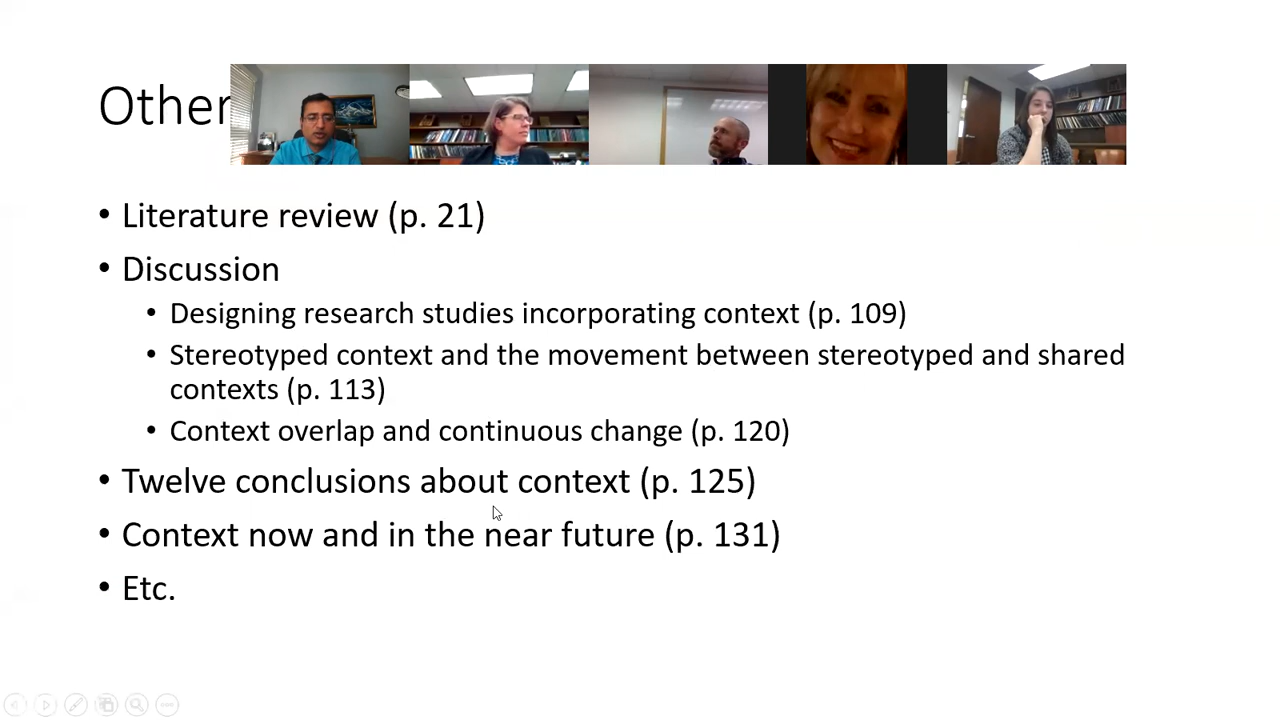 Other
• Literature review (p. 21)
• Discussion
• Designing research studies incorporating context (p. 109)
• Stereotyped context and the movement between stereotyped and shared
contexts (p. 113)
• Context overlap and continuous change (p. 120)
• Twelve conclusions about context (p. 125)
• Context now and in the near future (p. 131)
• Etc.